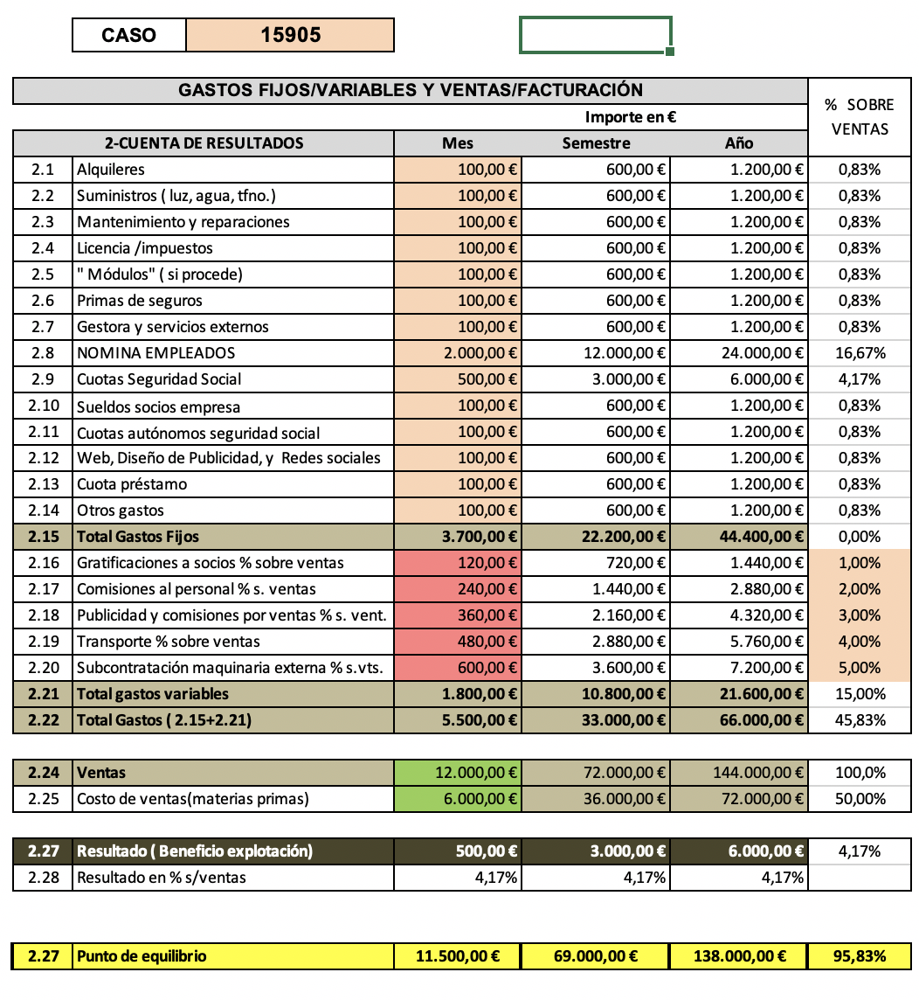 CASO 15905
GASTOS FIJOS/VARIABLES Y VENTAS/FACTURACIÓN
% SOBRE VENTAS
Importe en €
2-CUENTA DE RESULTADOS Mes Semestre Año
2.1 Alquileres 100,00 € 600,00 € 1.200,00 € 0,83%
2.2 Suministros ( luz, agua, tfno.) 100,00 € 600,00 € 1.200,00 € 0,83%
2.3 Mantenimiento y reparaciones 100,00 € 600,00 € 1.200,00 € 0,83%
2.4 Licencia /impuestos 100,00 € 600,00 € 1.200,00 € 0,83%
2.5 " Módulos" ( si procede) 100,00 € 600,00 € 1.200,00 € 0,83%
2.6 Primas de seguros 100,00 € 600,00 € 1.200,00 € 0,83%
2.7 Gestora y servicios externos 100,00 € 600,00 € 1.200,00 € 0,83%
2.8 NOMINA EMPLEADOS 2.000,00 € 12.000,00 € 24.000,00 € 16,67%
2.9 Cuotas Seguridad Social 500,00 € 3.000,00 € 6.000,00 € 4,17%
2.10 Sueldos socios empresa 100,00 € 600,00 € 1.200,00 € 0,83%
2.11 Cuotas autónomos seguridad social 100,00 € 600,00 € 1.200,00 € 0,83%
2.12 Web, Diseño de Publicidad, y Redes sociales 100,00 € 600,00 € 1.200,00 € 0,83%
2.13 Cuota préstamo 100,00 € 600,00 € 1.200,00 € 0,83%
2.14 Otros gastos 100,00 € 600,00 € 1.200,00 € 0,83%
2.15 Total Gastos Fijos 3.700,00 € 22.200,00 € 44.400,00 € 0,00%
2.16 Gratificaciones a socios % sobre ventas 120,00 € 720,00 € 1.440,00 € 1,00%
2.17 Comisiones al personal % s. ventas 240,00 € 1.440,00 € 2.880,00 € 2,00%
2.18 Publicidad y comisiones por ventas % s. vent. 360,00 € 2.160,00 € 4.320,00 € 3,00%
2.19 Transporte % sobre ventas 480,00 € 2.880,00 € 5.760,00 € 4,00%
2.20 Subcontratación maquinaria externa % s.vts. 600,00 € 3.600,00 € 7.200,00 € 5,00%
2.21 Total gastos variables 1.800,00 € 10.800,00 € 21.600,00 € 15,00%
2.22 Total Gastos ( 2.15+2.21) 5.500,00 € 33.000,00 € 66.000,00 € 45,83%
2.24 Ventas 12.000,00 € 72.000,00 € 144.000,00 € 100,0%
2.25 Costo de ventas(materias primas) 6.000,00 € 36.000,00 € 72.000,00 € 50,00%
2.27 Resultado ( Beneficio explotación) 500,00 € 3.000,00 € 6.000,00 € 4,17%
2.28 Resultado en % s/ventas 4,17% 4,17% 4,17%
2.27 Punto de equilibrio 11.500,00 € 69.000,00 € 138.000,00 € 95,83%